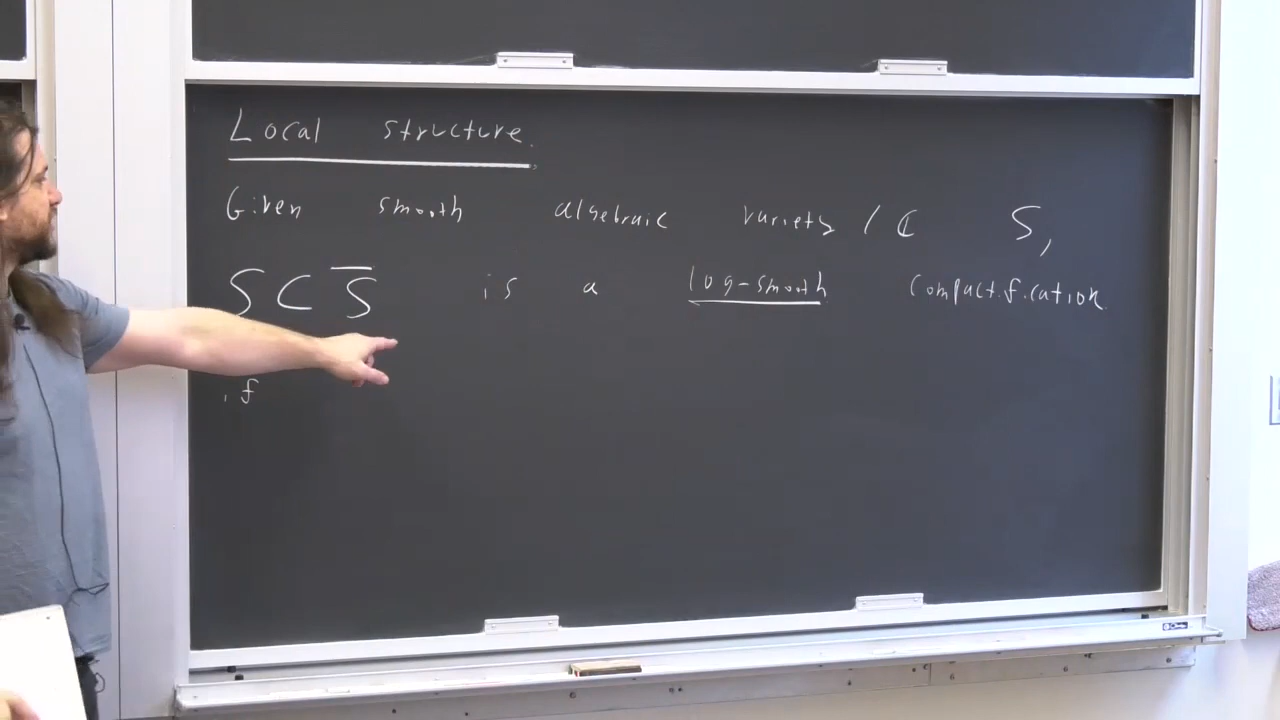 Local structure.
Given smooth algebraic variety / ℂ S,
S ⊂ S̅ is a log-smooth compactification
if